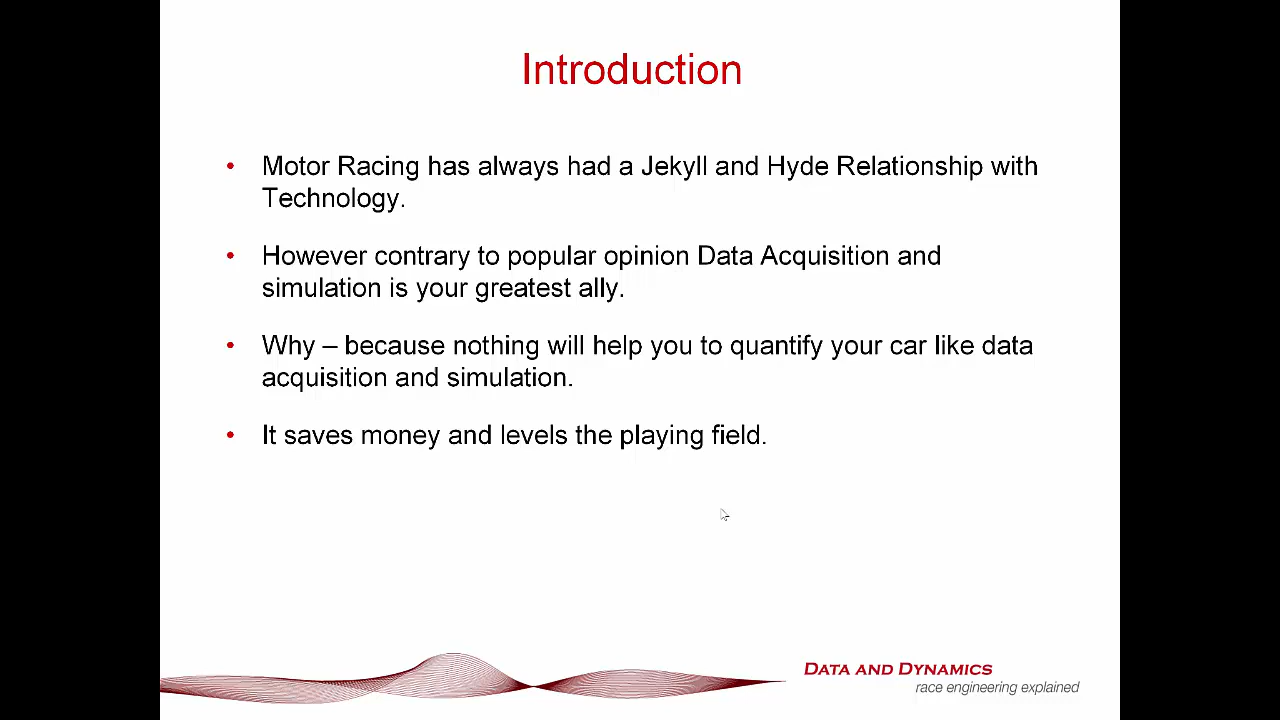 Introduction
• Motor Racing has always had a Jekyll and Hyde Relationship with
Technology.
• However contrary to popular opinion Data Acquisition and
simulation is your greatest ally.
• Why – because nothing will help you to quantify your car like data
acquisition and simulation.
• It saves money and levels the playing field.
DATA AND DYNAMICS
race engineering explained